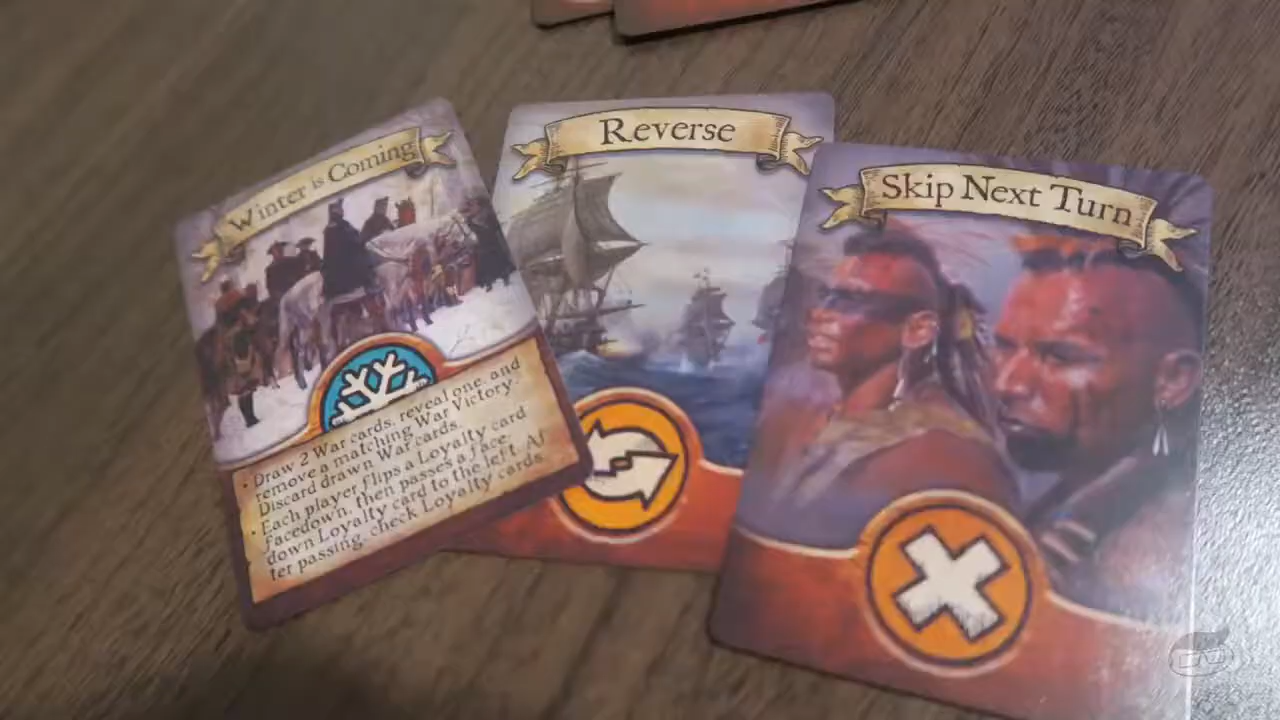 Winter is Coming
• Draw 2 War cards, reveal one, and
remove a matching War Victory.
Discard drawn War cards.
• Each player flips a Loyalty card
facedown, then passes a face-
down Loyalty card to the left. Af-
ter passing, check Loyalty cards.
Reverse
Skip Next Turn